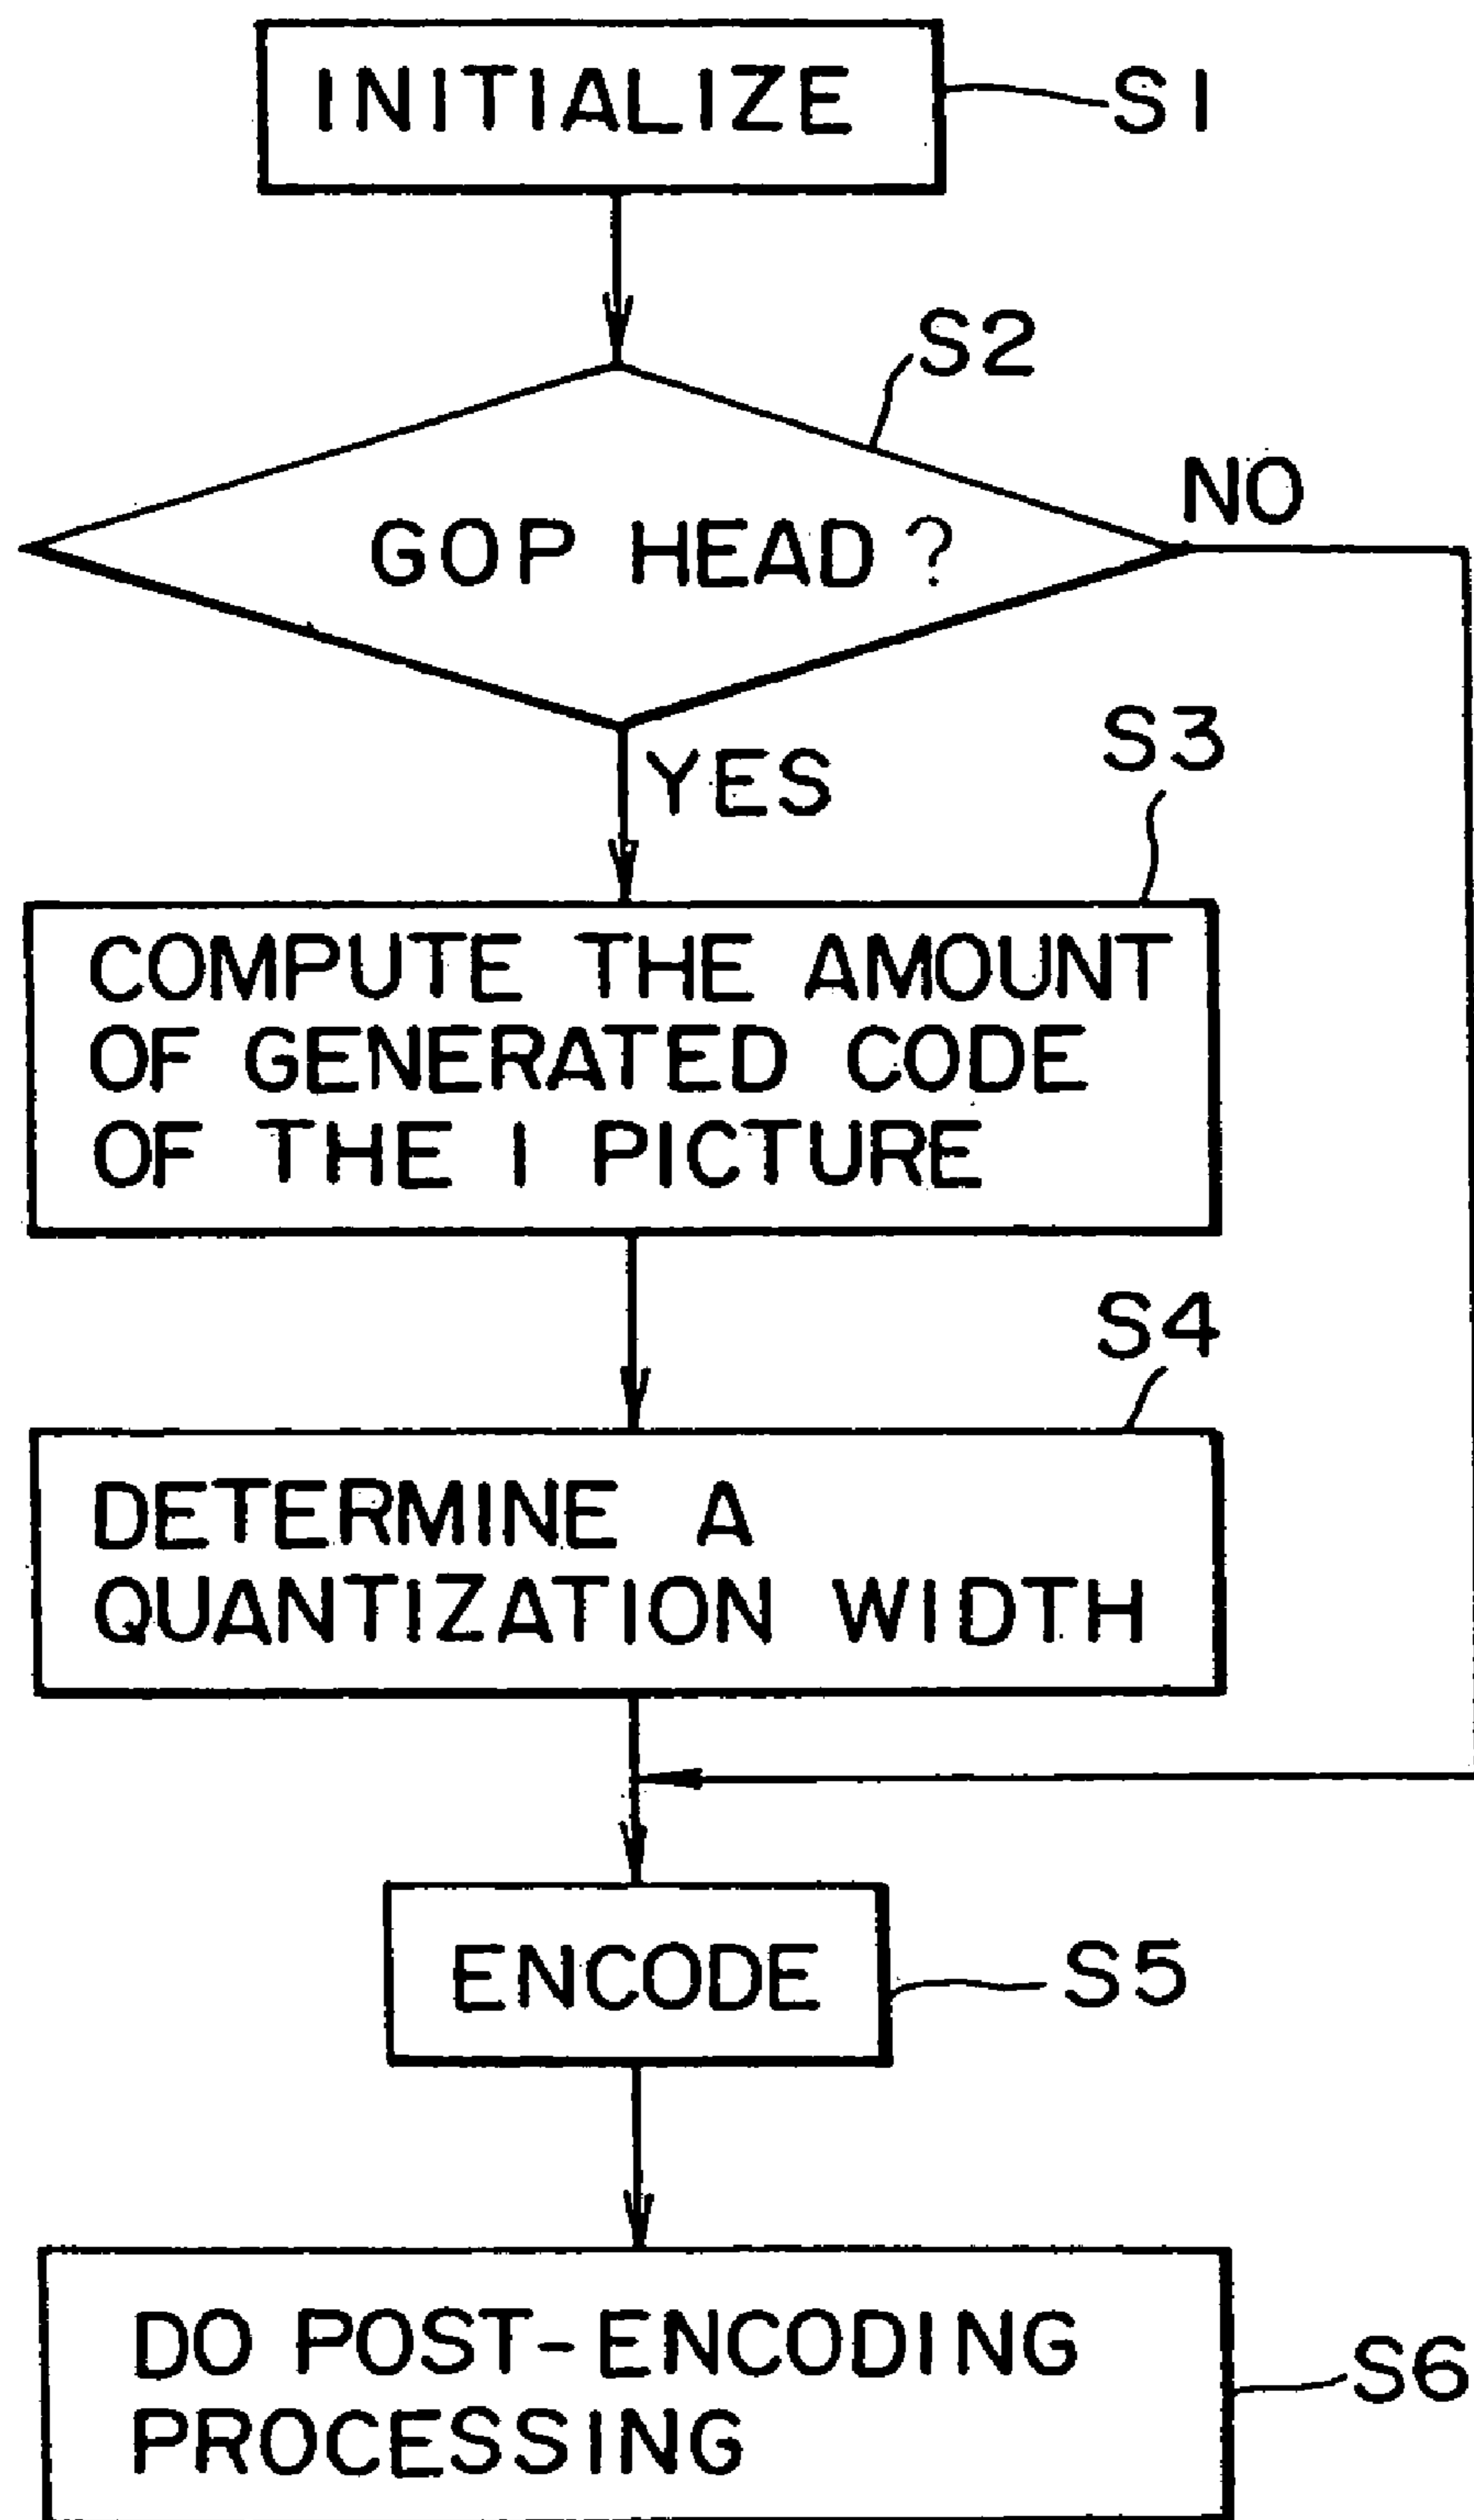 INITIALIZE
S1
S2
NO
GOP HEAD?
YES
S3
COMPUTE THE AMOUNT
OF GENERATED CODE
OF THE I PICTURE
S4
DETERMINE A
QUANTIZATION WIDTH
ENCODE
S5
DO POST-ENCODING
PROCESSING
S6